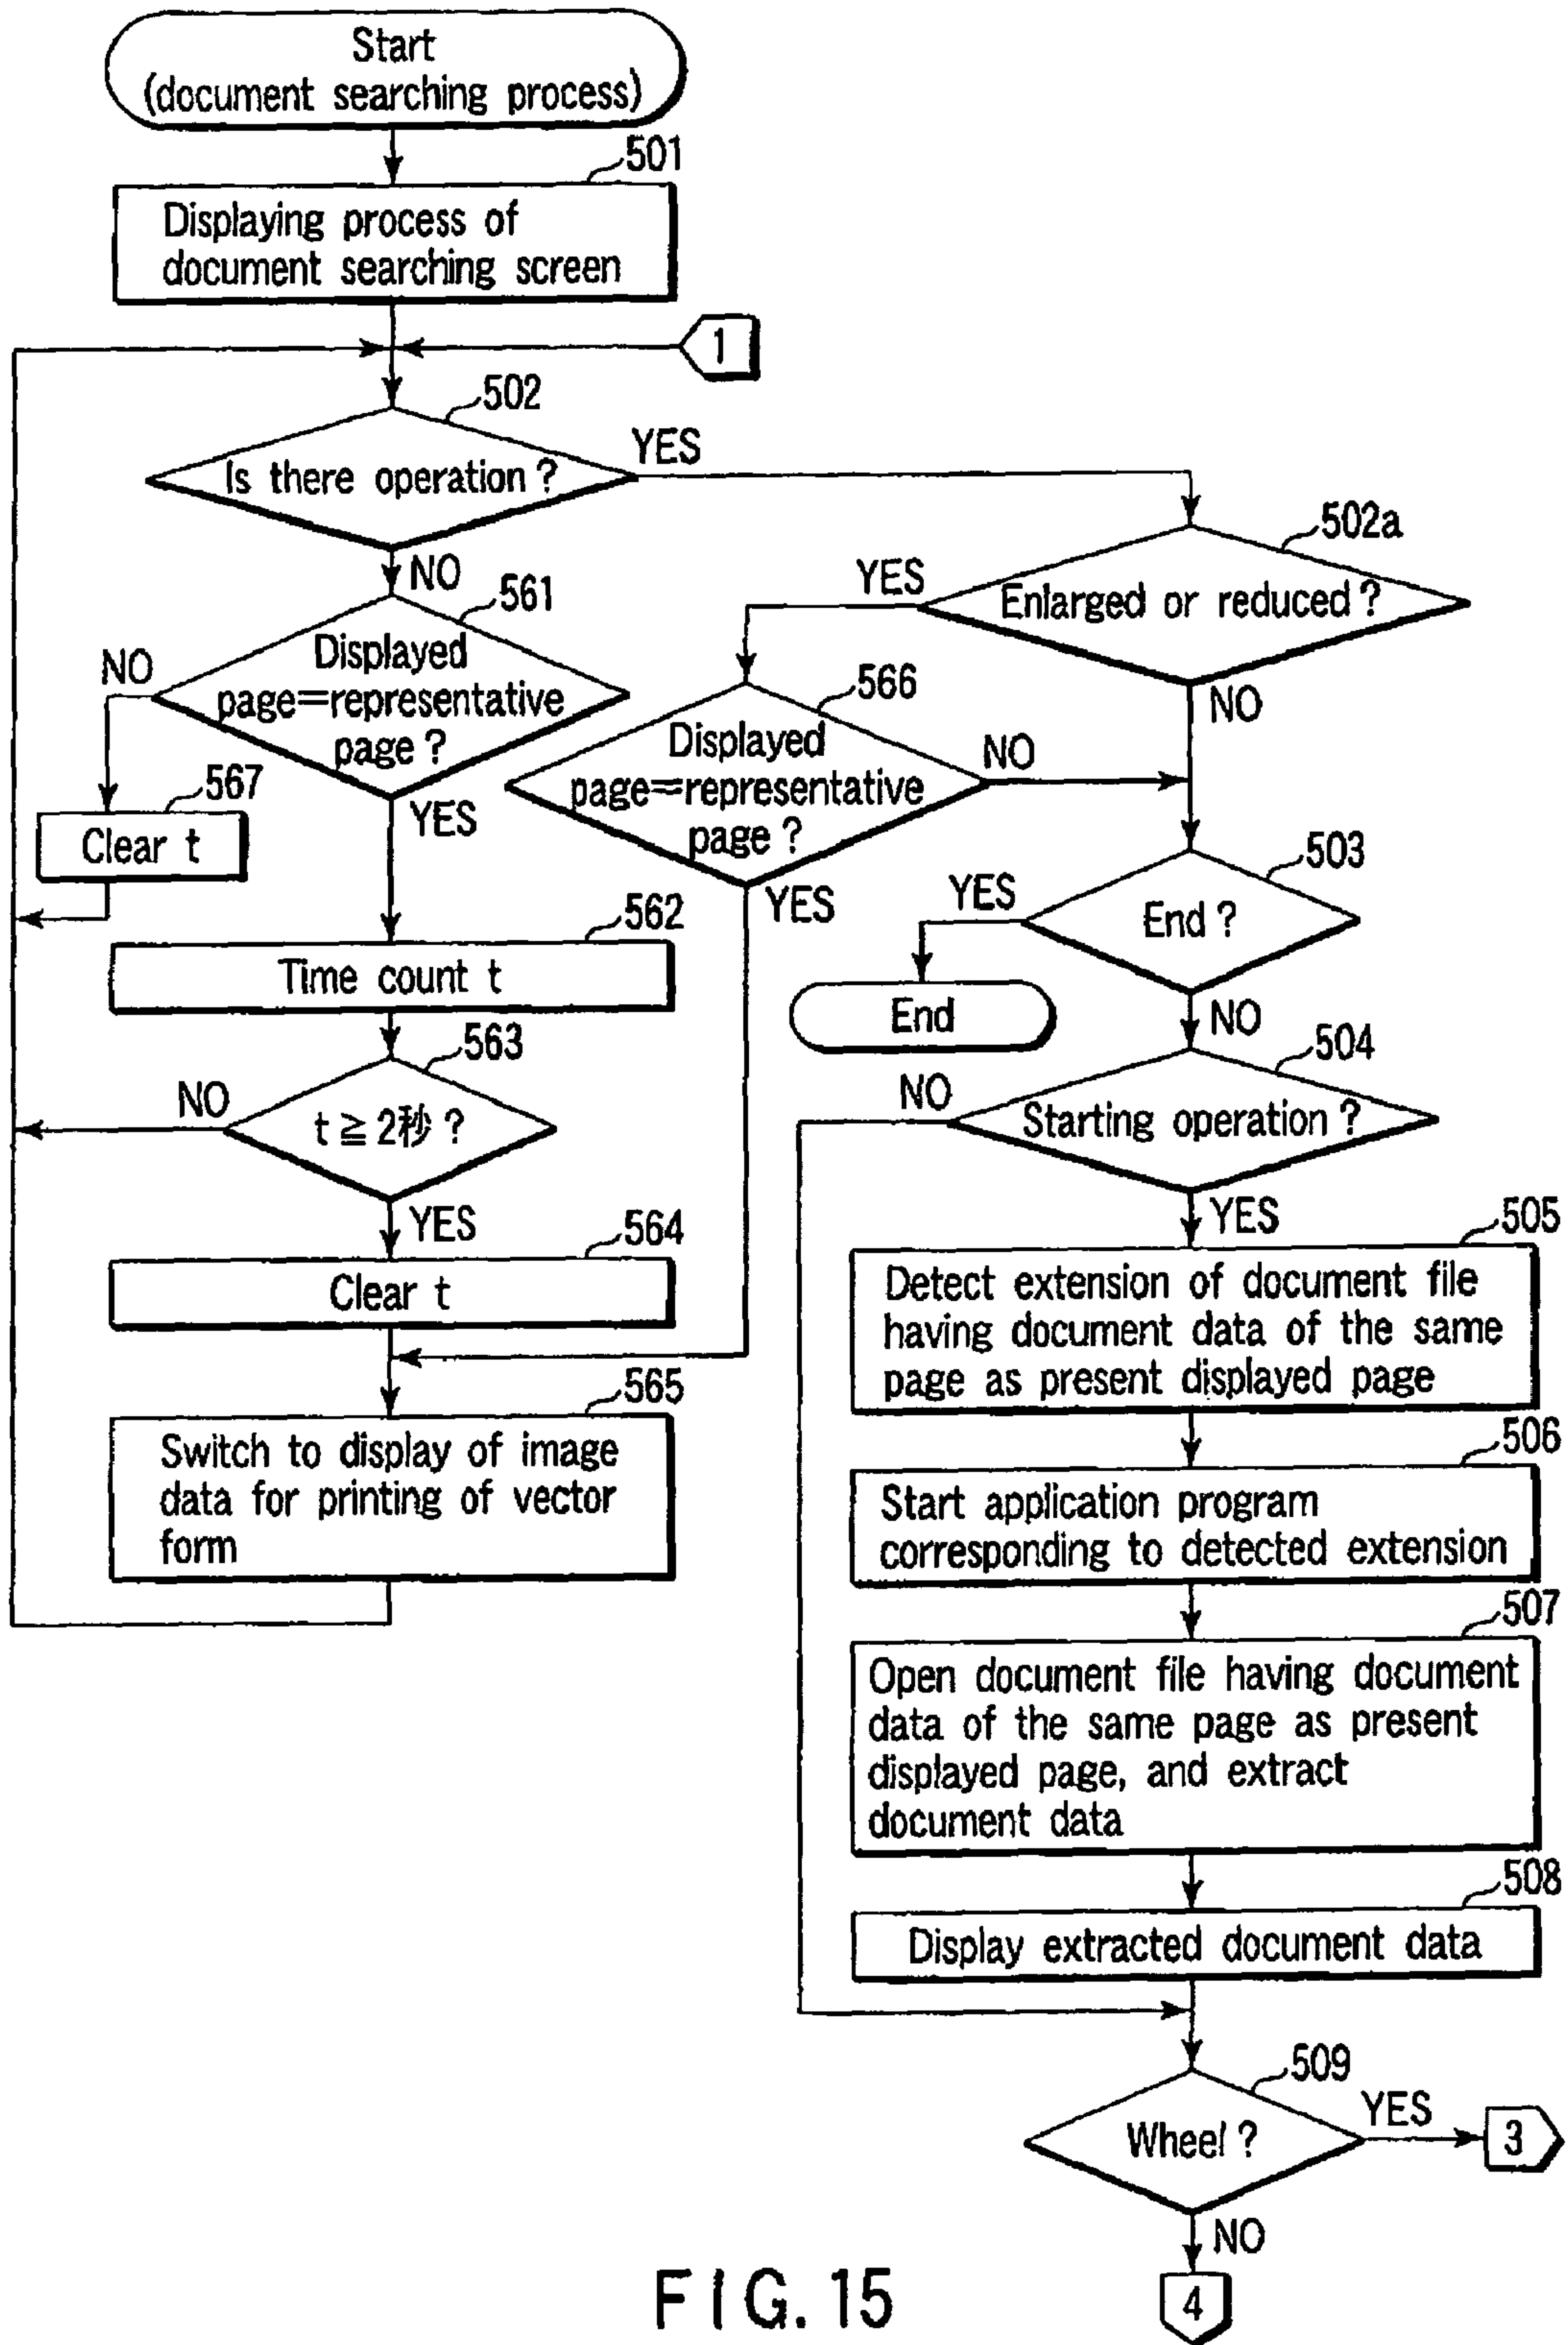 Start
(document searching process)
501
Displaying process of
document searching screen
1
502
Is there operation ?
YES
NO
502a
Enlarged or reduced ?
YES
NO
561
Displayed
page=representative
page ?
NO
YES
566
Displayed
page=representative
page ?
NO
YES
567
Clear t
503
End ?
YES
NO
End
562
Time count t
563
t ≧ 2秒 ?
NO
YES
504
Starting operation ?
NO
YES
564
Clear t
505
Detect extension of document file
having document data of the same
page as present displayed page
565
Switch to display of image
data for printing of vector
form
506
Start application program
corresponding to detected extension
507
Open document file having document
data of the same page as present
displayed page, and extract
document data
508
Display extracted document data
509
Wheel ?
YES
3
NO
4
FIG. 15